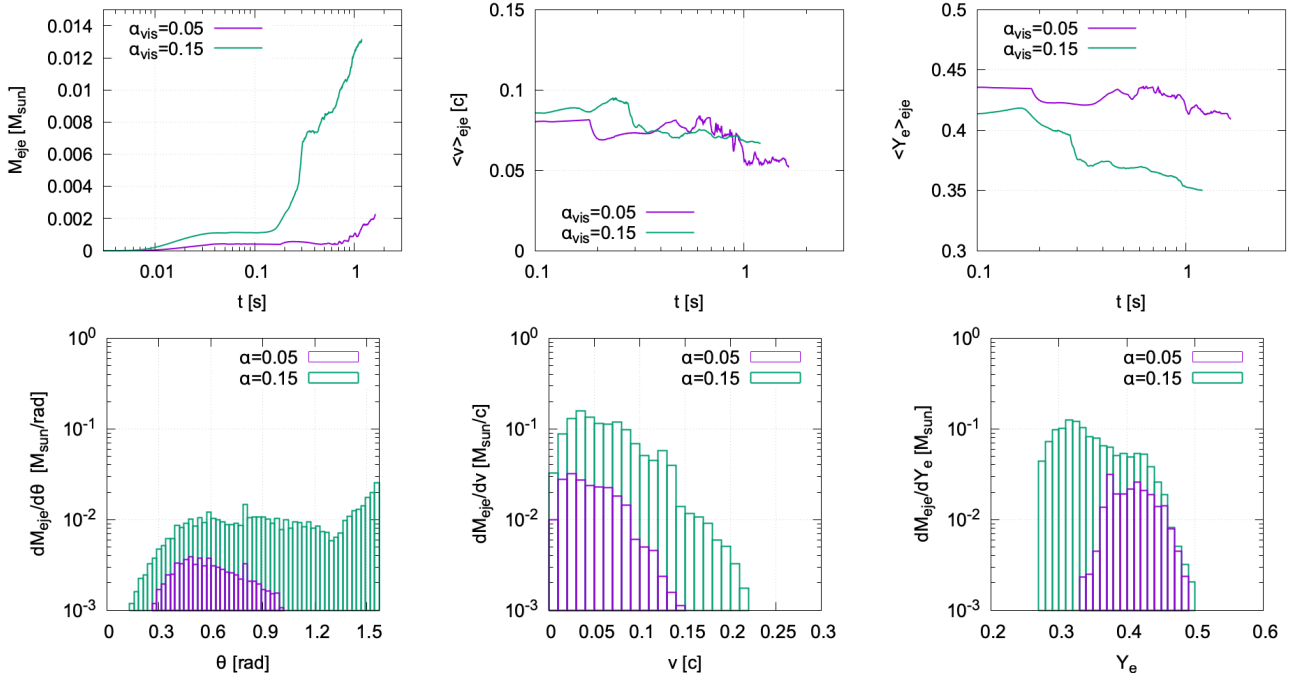 M_eje [M_sun]
0.014
0.012
0.01
0.008
0.006
0.004
0.002
0
α_vis=0.05
α_vis=0.15
0.01
0.1
1
t [s]
<v>_eje [c]
0.15
0.1
0.05
0
α_vis=0.05
α_vis=0.15
0.1
1
t [s]
<Y_e>_eje
0.5
0.45
0.4
0.35
0.3
α_vis=0.05
α_vis=0.15
0.1
1
t [s]
dM_eje/dθ [M_sun/rad]
10^0
10^-1
10^-2
10^-3
α=0.05
α=0.15
0 0.3 0.6 0.9 1.2 1.5
θ [rad]
dM_eje/dv [M_sun/c]
10^0
10^-1
10^-2
10^-3
α=0.05
α=0.15
0 0.05 0.1 0.15 0.2 0.25 0.3
v [c]
dM_eje/dY_e [M_sun]
10^0
10^-1
10^-2
10^-3
α=0.05
α=0.15
0.2 0.3 0.4 0.5 0.6
Y_e